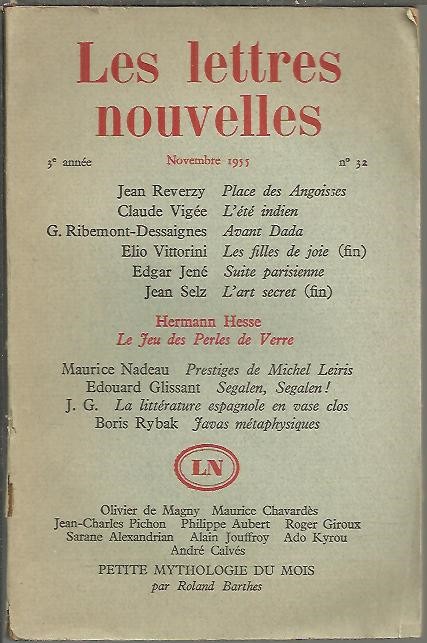 Les lettres
nouvelles
3e année Novembre 1955 nº 32
Jean Reverzy Place des Angoisses
Claude Vigée L'été indien
G. Ribemont-Dessaignes Avant Dada
Elio Vittorini Les filles de joie (fin)
Edgar Jené Suite parisienne
Jean Selz L'art secret (fin)
Hermann Hesse
Le Jeu des Perles de Verre
Maurice Nadeau Prestiges de Michel Leiris
Edouard Glissant Segalen, Segalen !
J. G. La littérature espagnole en vase clos
Boris Rybak Javas métaphysiques
LN
Olivier de Magny Maurice Chavardès
Jean-Charles Pichon Philippe Aubert Roger Giroux
Sarane Alexandrian Alain Jouffroy Ado Kyrou
André Calvés
PETITE MYTHOLOGIE DU MOIS
par Roland Barthes